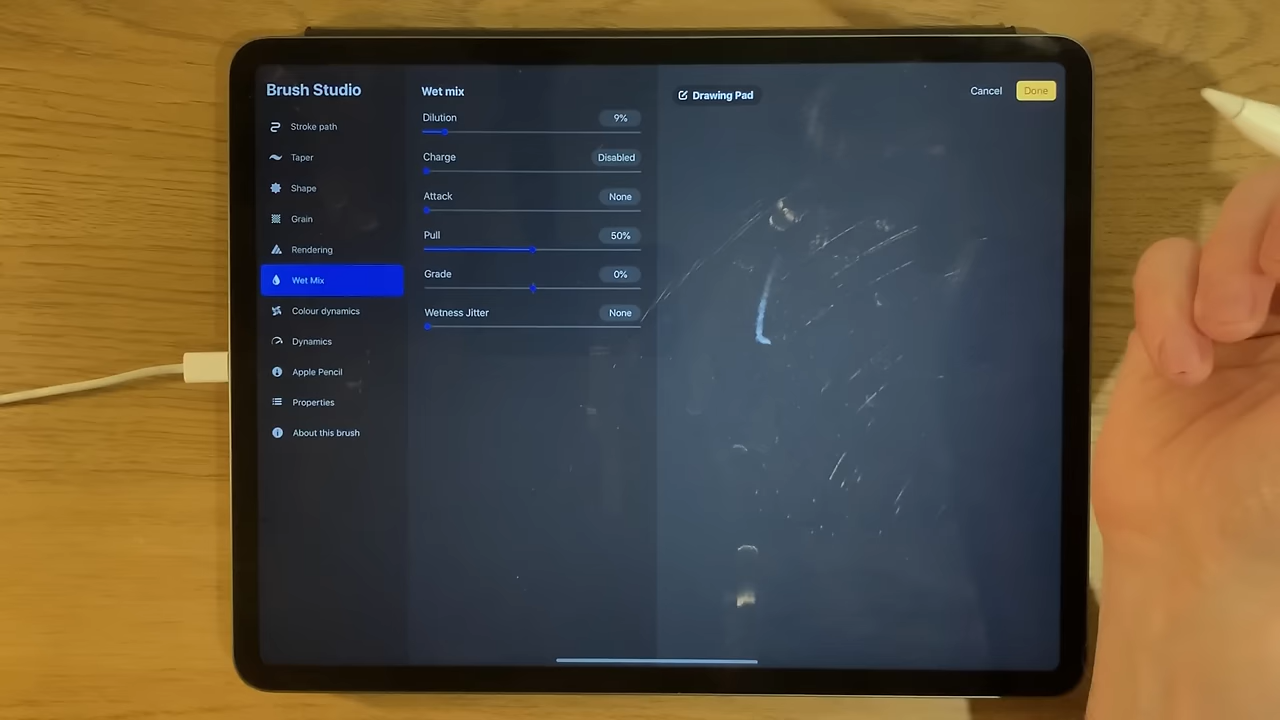 Brush Studio
Stroke path
Taper
Shape
Grain
Rendering
Wet Mix
Colour dynamics
Dynamics
Apple Pencil
Properties
About this brush
Wet mix
Dilution 9%
Charge Disabled
Attack None
Pull 50%
Grade 0%
Wetness Jitter None
Drawing Pad
Cancel Done